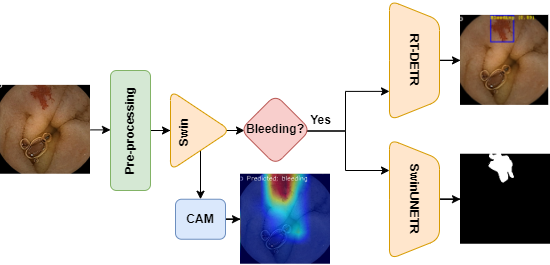 Pre-processing
Swin
Bleeding?
Yes
RT-DETR
SwinUNETR
CAM
Predicted: bleeding